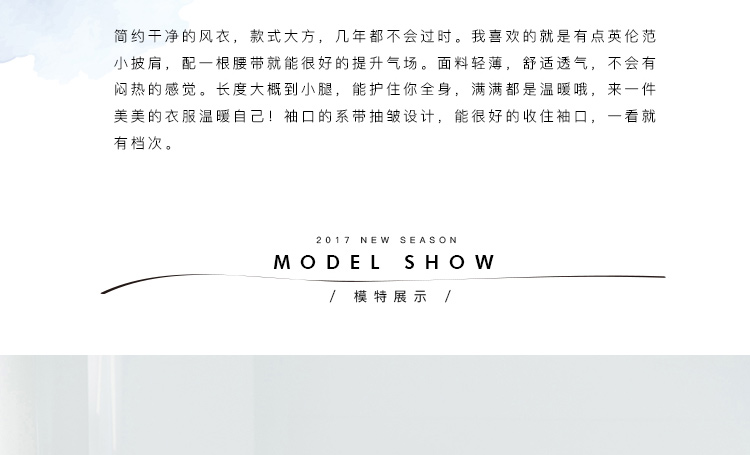 简约干净的风衣，款式大方，几年都不会过时。我喜欢的就是有点英伦范
小披肩，配一根腰带就能很好的提升气场。面料轻薄，舒适透气，不会有
闷热的感觉。长度大概到小腿，能护住你全身，满满都是温暖哦，来一件
美美的衣服温暖自己！袖口的系带抽皱设计，能很好的收住袖口，一看就
有档次。
2017 NEW SEASON
MODEL SHOW
/ 模特展示 /